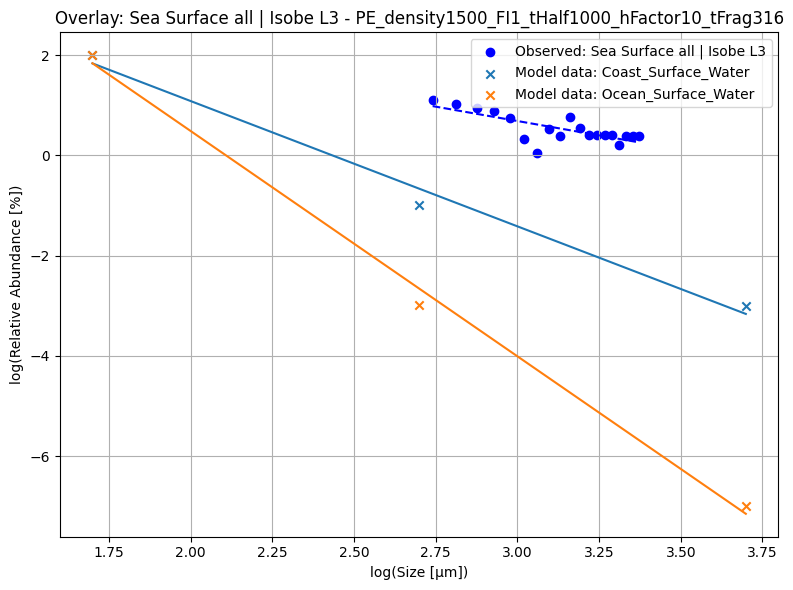 Overlay: Sea Surface all | Isobe L3 - PE_density1500_FI1_tHalf1000_hFactor10_tFrag316
Observed: Sea Surface all | Isobe L3
Model data: Coast_Surface_Water
Model data: Ocean_Surface_Water
log(Relative Abundance [%])
2
0
−2
−4
−6
1.75 2.00 2.25 2.50 2.75 3.00 3.25 3.50 3.75
log(Size [µm])